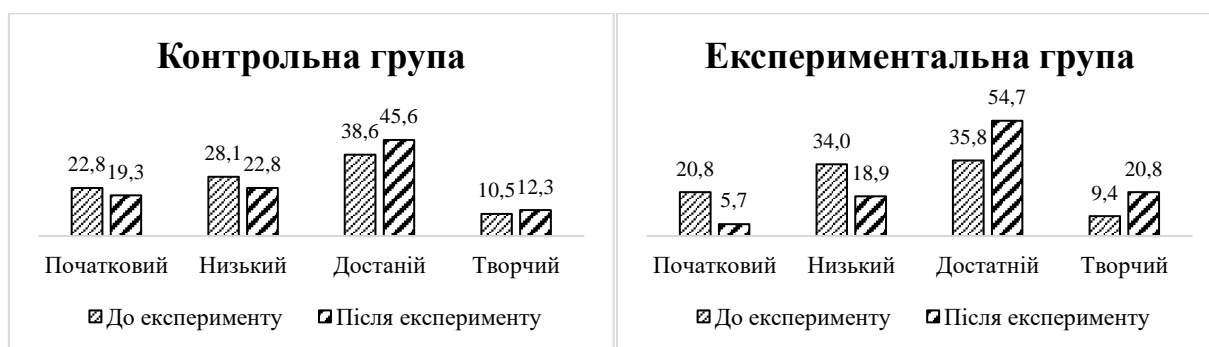 Контрольна група
22,8 19,3 28,1 22,8 38,6 45,6 10,5 12,3
Початковий Низький Достаній Творчий
До експерименту Після експерименту
Експериментальна група
20,8 5,7 34,0 18,9 35,8 54,7 9,4 20,8
Початковий Низький Достатній Творчий
До експерименту Після експерименту